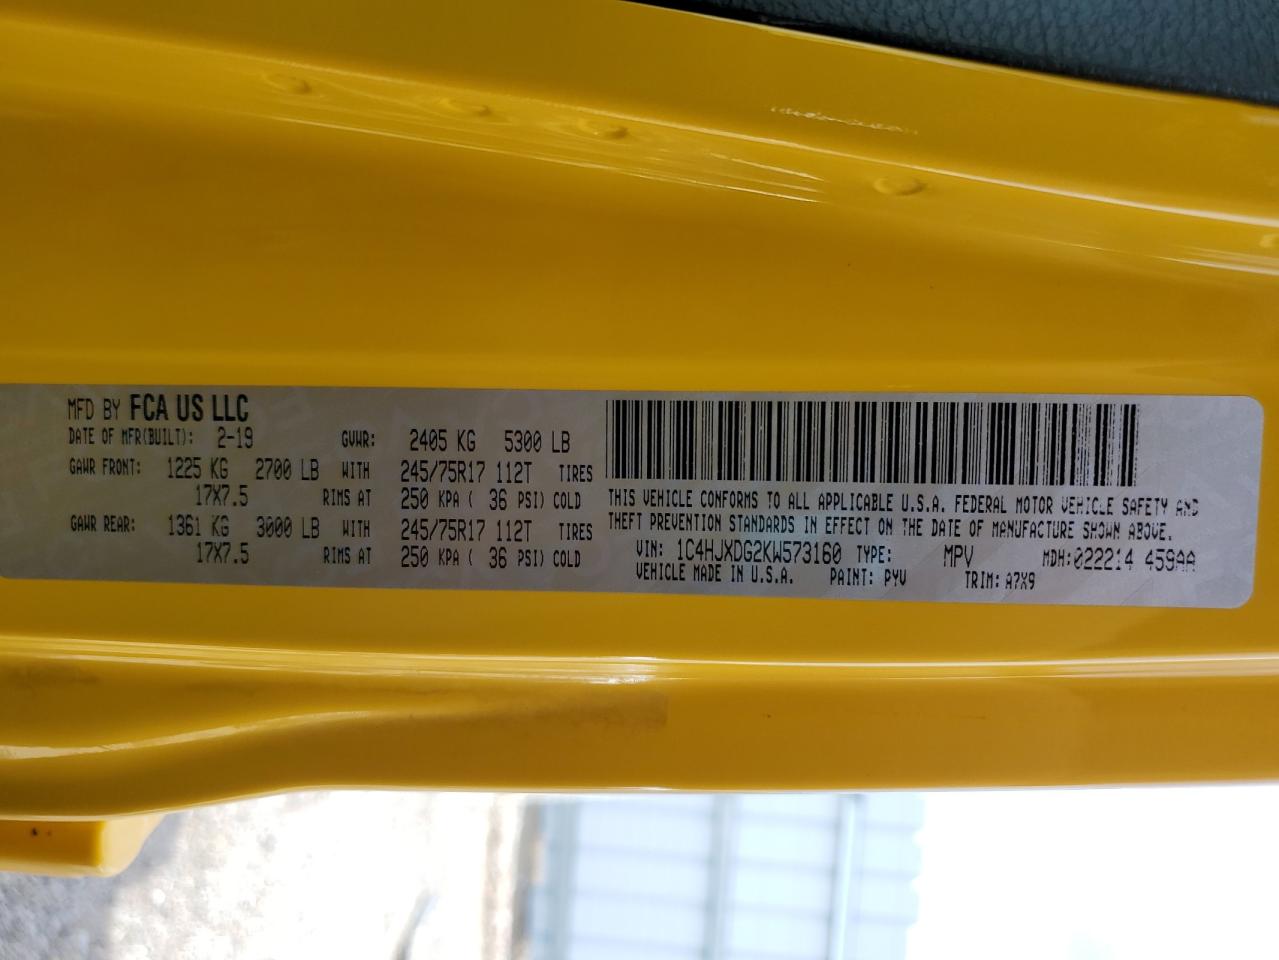 MFD BY FCA US LLC
DATE OF MFR(BUILT): 2-19 GVWR: 2405 KG 5300 LB
GAWR FRONT: 1225 KG 2700 LB WITH 245/75R17 112T TIRES
17X7.5 RIMS AT 250 KPA ( 36 PSI) COLD
GAWR REAR: 1361 KG 3000 LB WITH 245/75R17 112T TIRES
17X7.5 RIMS AT 250 KPA ( 36 PSI) COLD
THIS VEHICLE CONFORMS TO ALL APPLICABLE U.S.A. FEDERAL MOTOR VEHICLE SAFETY AND
THEFT PREVENTION STANDARDS IN EFFECT ON THE DATE OF MANUFACTURE SHOWN ABOVE.
VIN: 1C4HJXDG2KW573160 TYPE: MPV MDH:022214 459AA
VEHICLE MADE IN U.S.A. PAINT: PYV TRIM: A7X9